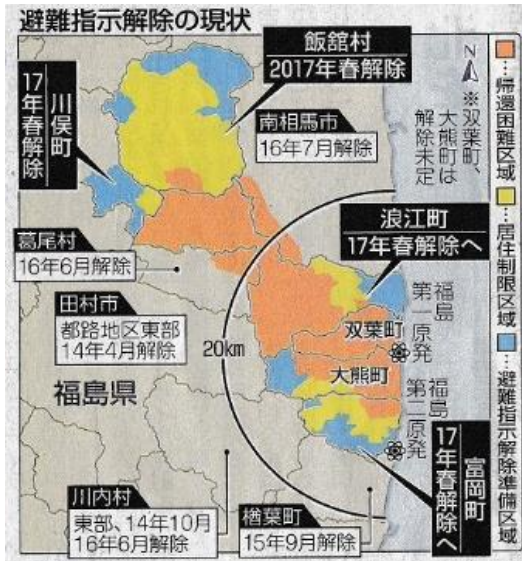 避難指示解除の現状
飯舘村
2017年春解除
川俣町
17年春解除
南相馬市
16年7月解除
N
※双葉町、
大熊町は
解除未定
…帰還困難区域
…居住制限区域
…避難指示解除準備区域
浪江町
17年春解除へ
葛尾村
16年6月解除
田村市
都路地区東部
14年4月解除
20km
福島
第一原発
双葉町
大熊町
福島
第二原発
福島県
富岡町
17年春解除へ
川内村
東部、14年10月
16年6月解除
楢葉町
15年9月解除